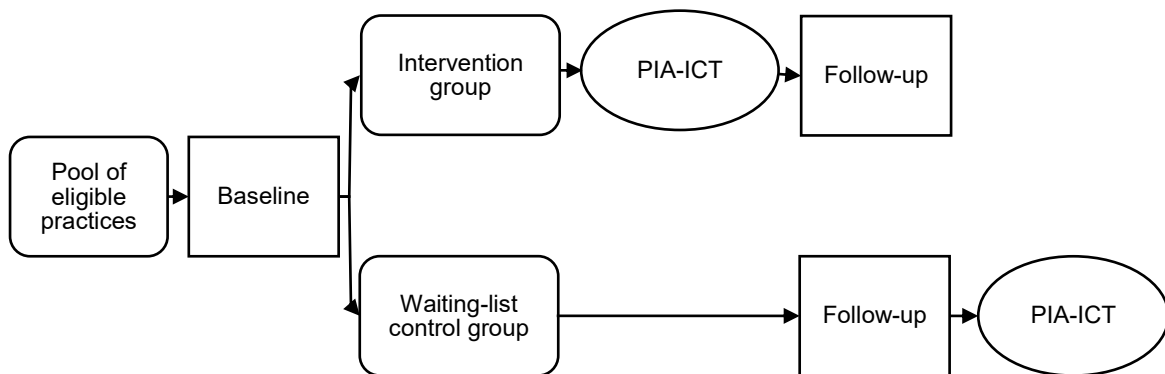 Intervention
group
PIA-ICT
Follow-up
Pool of
eligible
practices
Baseline
Waiting-list
control group
Follow-up
PIA-ICT